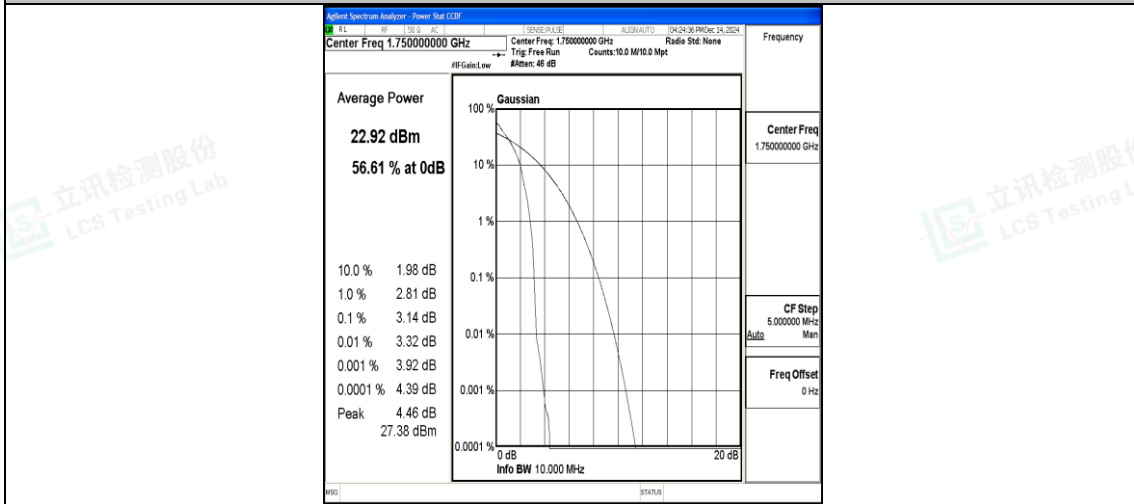 Agilent Spectrum Analyzer - Power Stat CCDF
RL RF 50 Ω AC SENSE:PULSE ALIGNAUTO 04:24:36 PM Dec 14, 2024
Center Freq 1.750000000 GHz
Center Freq: 1.750000000 GHz Radio Std: None
Trig: Free Run Counts:10.0 M/10.0 Mpt
#IFGain:Low #Atten: 46 dB
Frequency
Average Power
22.92 dBm
56.61 % at 0dB
10.0 % 1.98 dB
1.0 % 2.81 dB
0.1 % 3.14 dB
0.01 % 3.32 dB
0.001 % 3.92 dB
0.0001 % 4.39 dB
Peak 4.46 dB
27.38 dBm
Gaussian
100 %
10 %
1 %
0.1 %
0.01 %
0.001 %
0.0001 %
0 dB 20 dB
Info BW 10.000 MHz
Center Freq
1.750000000 GHz
CF Step
5.000000 MHz
Auto Man
Freq Offset
0 Hz
MSG STATUS
立讯检测股份
LCS Testing Lab
立讯检测股份
LCS Testing L